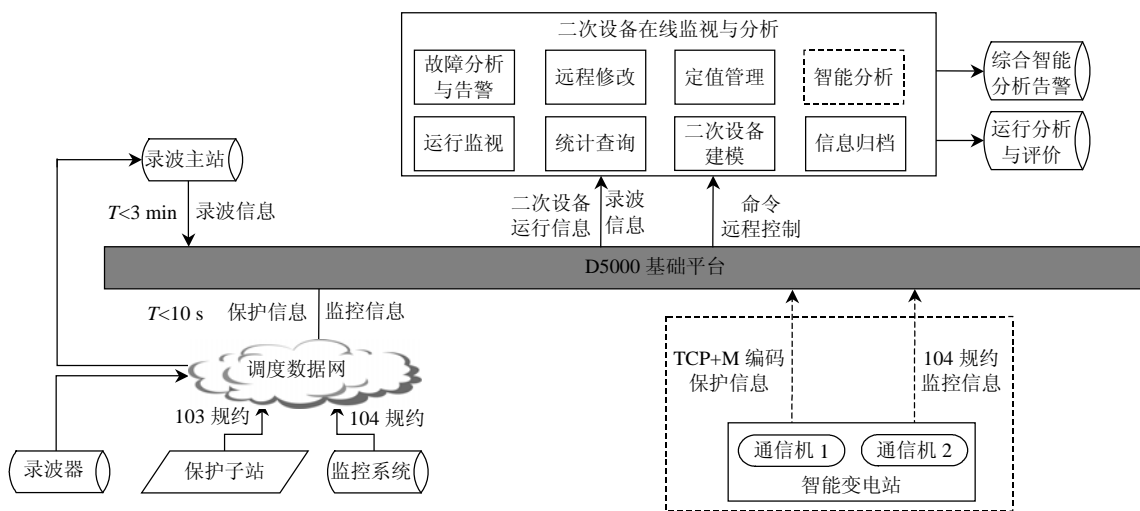 二次设备在线监视与分析
故障分析
与告警
远程修改
定值管理
智能分析
综合智能
分析告警
运行监视
统计查询
二次设备
建模
信息归档
运行分析
与评价
录波主站
T<3 min
录波信息
二次设备
运行信息
录波
信息
命令
远程控制
D5000 基础平台
T<10 s
保护信息
监控信息
调度数据网
TCP+M 编码
保护信息
104 规约
监控信息
103 规约
104 规约
录波器
保护子站
监控系统
通信机 1
通信机 2
智能变电站